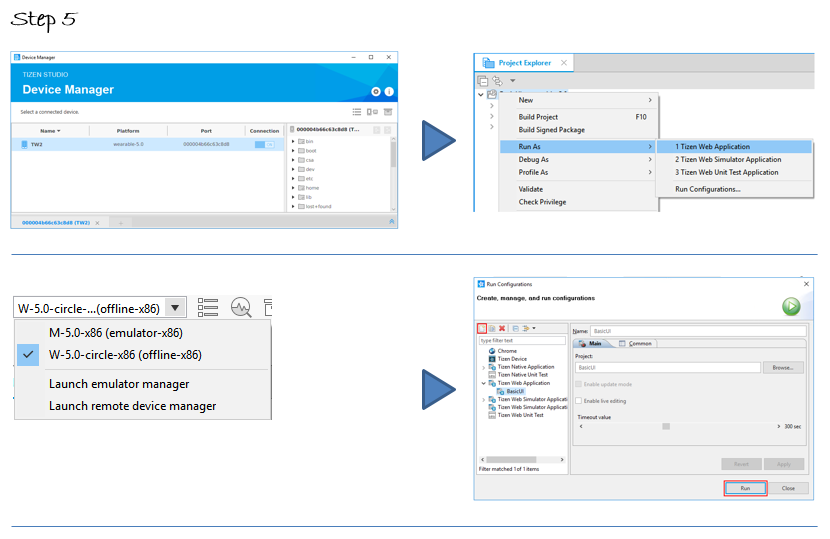 Step 5
Device Manager
TIZEN STUDIO
Device Manager
Select a connected device.
Name Platform Port Connection
TW2 wearable-5.0 000004b66c63c8d8 ON
000004b66c63c8d8 (T...
bin
boot
csa
dev
etc
home
lib
lost+found
000004b66c63c8d8 (TW2)
Project Explorer
New
Build Project F10
Build Signed Package
Run As
Debug As
Profile As
Validate
Check Privilege
1 Tizen Web Application
2 Tizen Web Simulator Application
3 Tizen Web Unit Test Application
Run Configurations...
W-5.0-circle-...(offline-x86)
M-5.0-x86 (emulator-x86)
W-5.0-circle-x86 (offline-x86)
Launch emulator manager
Launch remote device manager
Run Configurations
Create, manage, and run configurations
type filter text
Chrome
Tizen Device
Tizen Native Application
Tizen Native Unit Test
Tizen Web Application
BasicUI
Tizen Web Simulator Applicati
Tizen Web Simulator Applicati
Tizen Web Unit Test
Filter matched 1of 1 items
Name: BasicUI
Main Common
Project:
BasicUI Browse...
Enable update mode
Enable live editing
Timeout value
300 sec
Revert Apply
Run Close